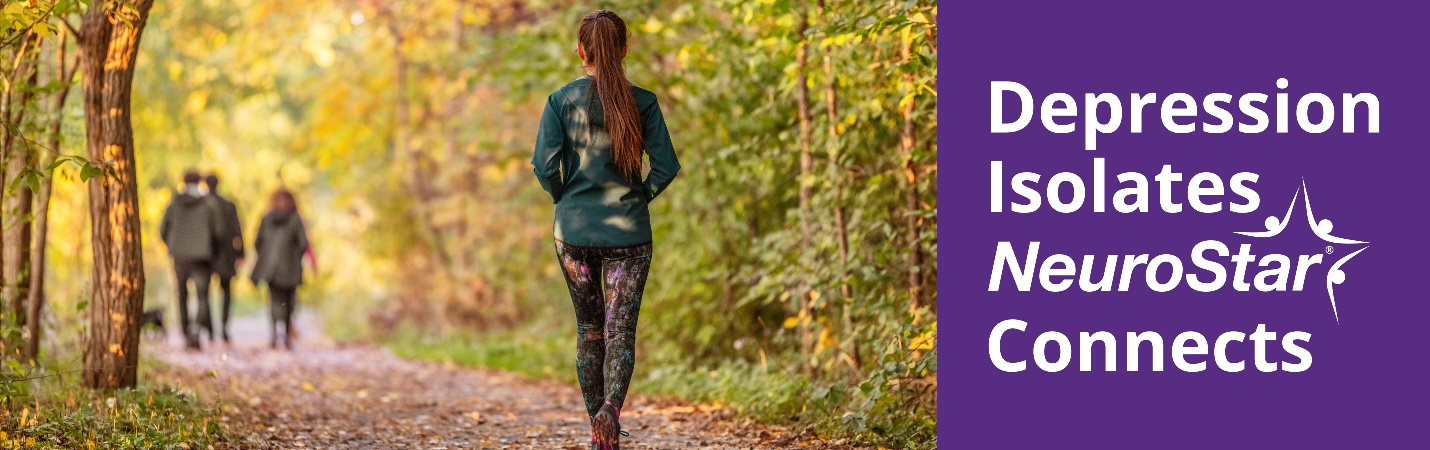 Depression
Isolates
NeuroStar®
Connects